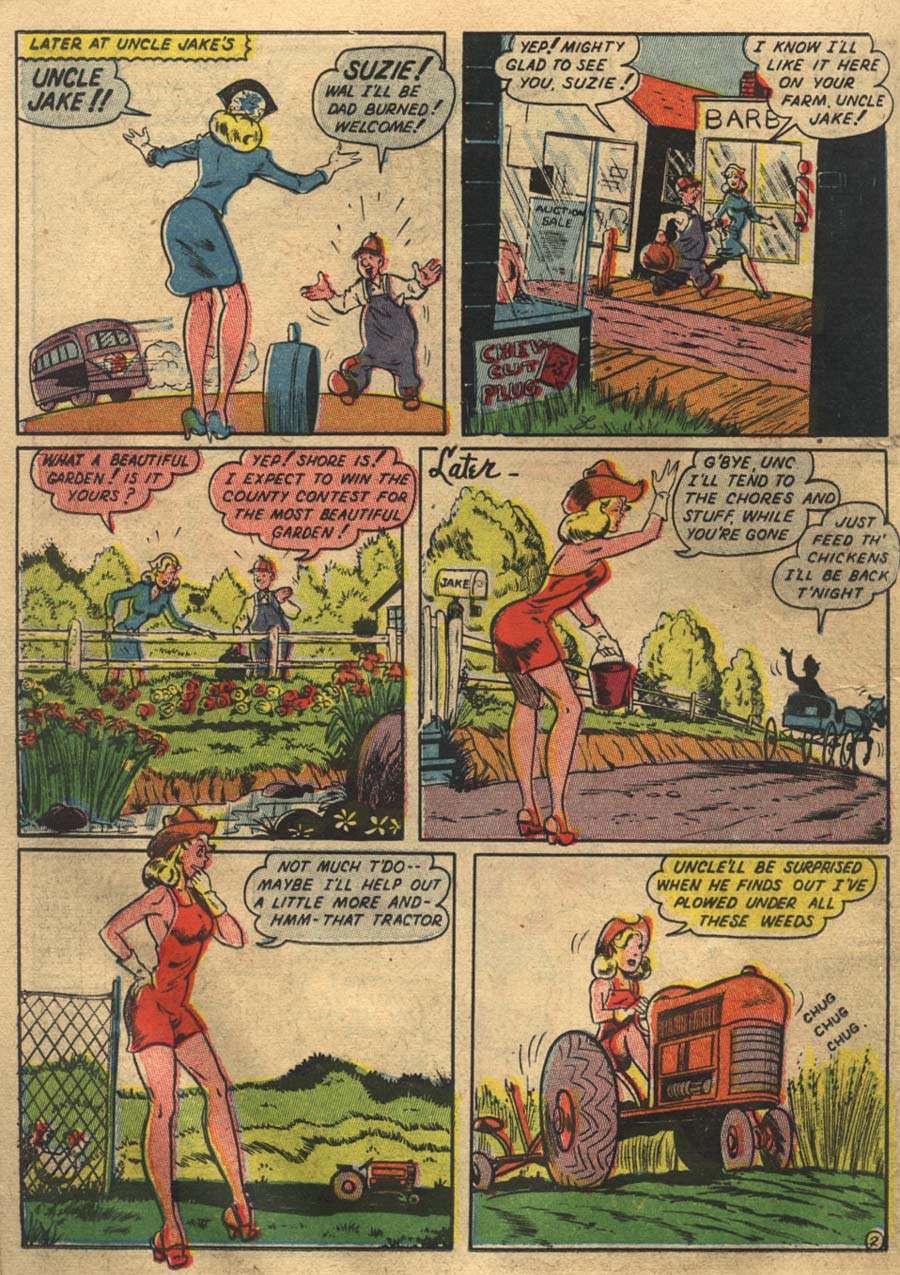 LATER AT UNCLE JAKE'S
UNCLE
JAKE!!
SUZIE!
WAL I'LL BE
DAD BURNED!
WELCOME!
YEP! MIGHTY
GLAD TO SEE
YOU, SUZIE!
I KNOW I'LL
LIKE IT HERE
ON YOUR
FARM, UNCLE
JAKE!
BARB
AUCTION
SALE
CHEW
CUT
PLUG
WHAT A BEAUTIFUL
GARDEN! IS IT
YOURS?
YEP! SHORE IS!
I EXPECT TO WIN THE
COUNTY CONTEST FOR
THE MOST BEAUTIFUL
GARDEN!
Later -
G'BYE, UNC
I'LL TEND TO
THE CHORES AND
STUFF, WHILE
YOU'RE GONE
JUST
FEED TH'
CHICKENS
I'LL BE BACK
T'NIGHT
JAKE
NOT MUCH T'DO--
MAYBE I'LL HELP OUT
A LITTLE MORE AND-
HMM-THAT TRACTOR
UNCLE'LL BE SURPRISED
WHEN HE FINDS OUT I'VE
PLOWED UNDER ALL
THESE WEEDS
CHUG
CHUG
CHUG.
2